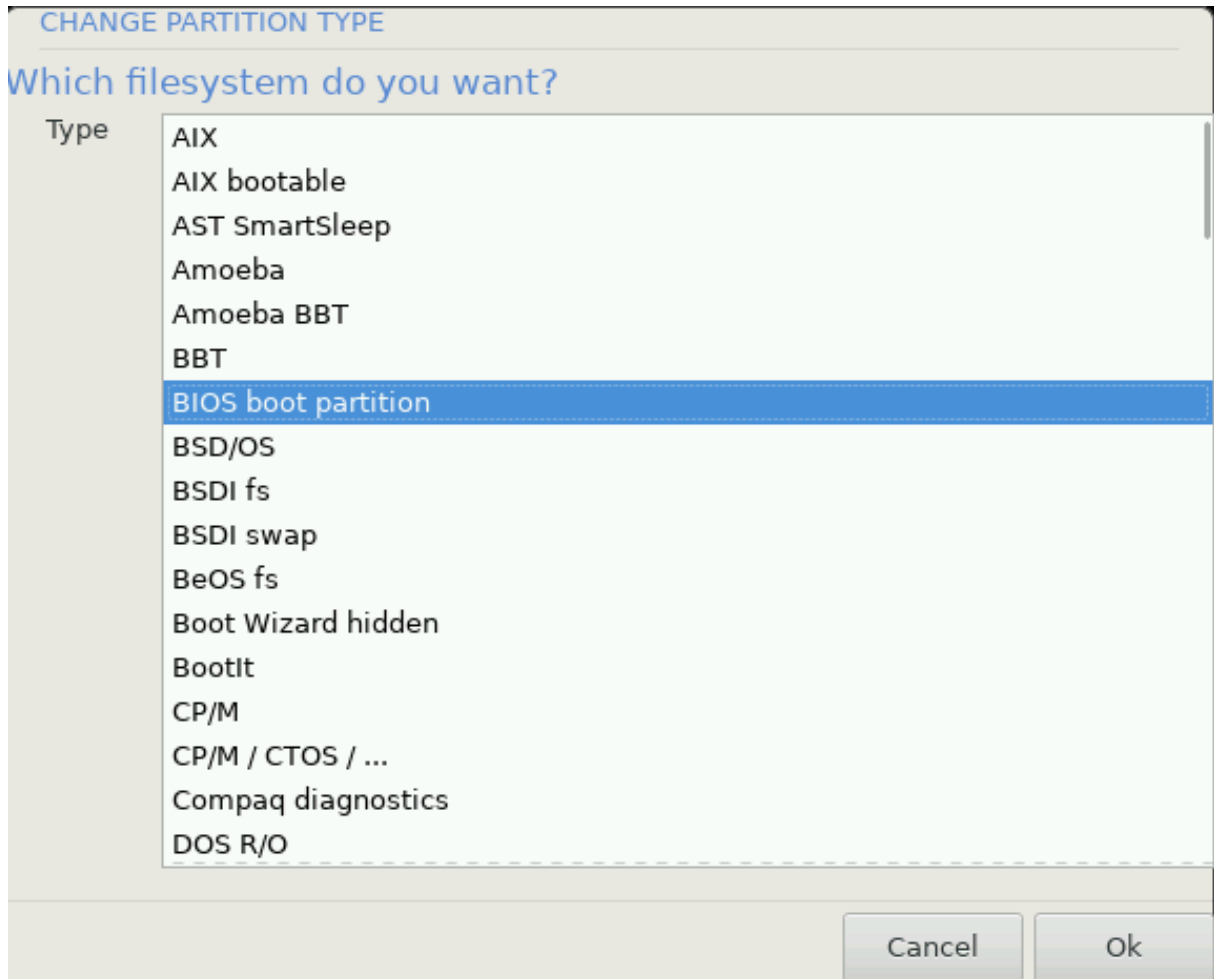 CHANGE PARTITION TYPE
Which filesystem do you want?
Type
AIX
AIX bootable
AST SmartSleep
Amoeba
Amoeba BBT
BBT
BIOS boot partition
BSD/OS
BSDI fs
BSDI swap
BeOS fs
Boot Wizard hidden
BootIt
CP/M
CP/M / CTOS / ...
Compaq diagnostics
DOS R/O
Cancel Ok